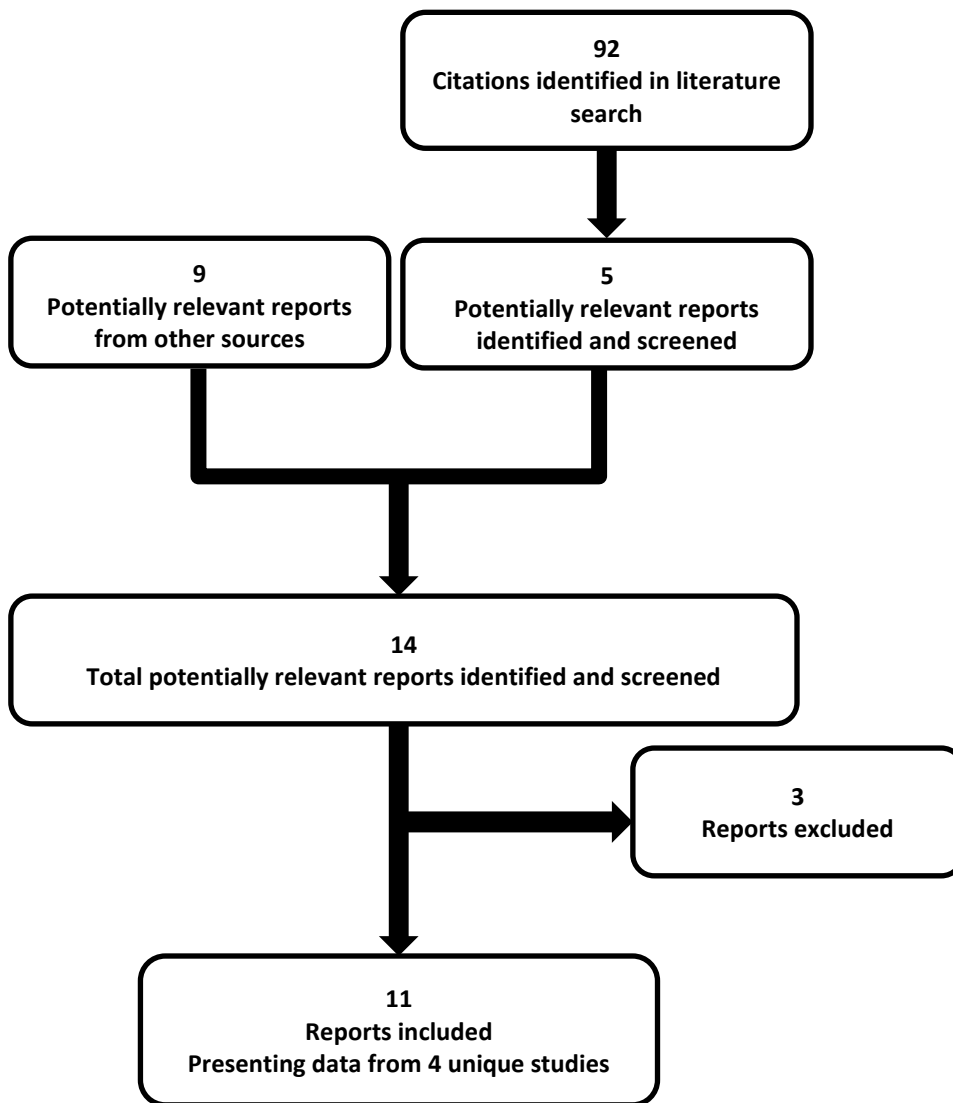 92
Citations identified in literature
search
9
Potentially relevant reports
from other sources
5
Potentially relevant reports
identified and screened
14
Total potentially relevant reports identified and screened
3
Reports excluded
11
Reports included
Presenting data from 4 unique studies